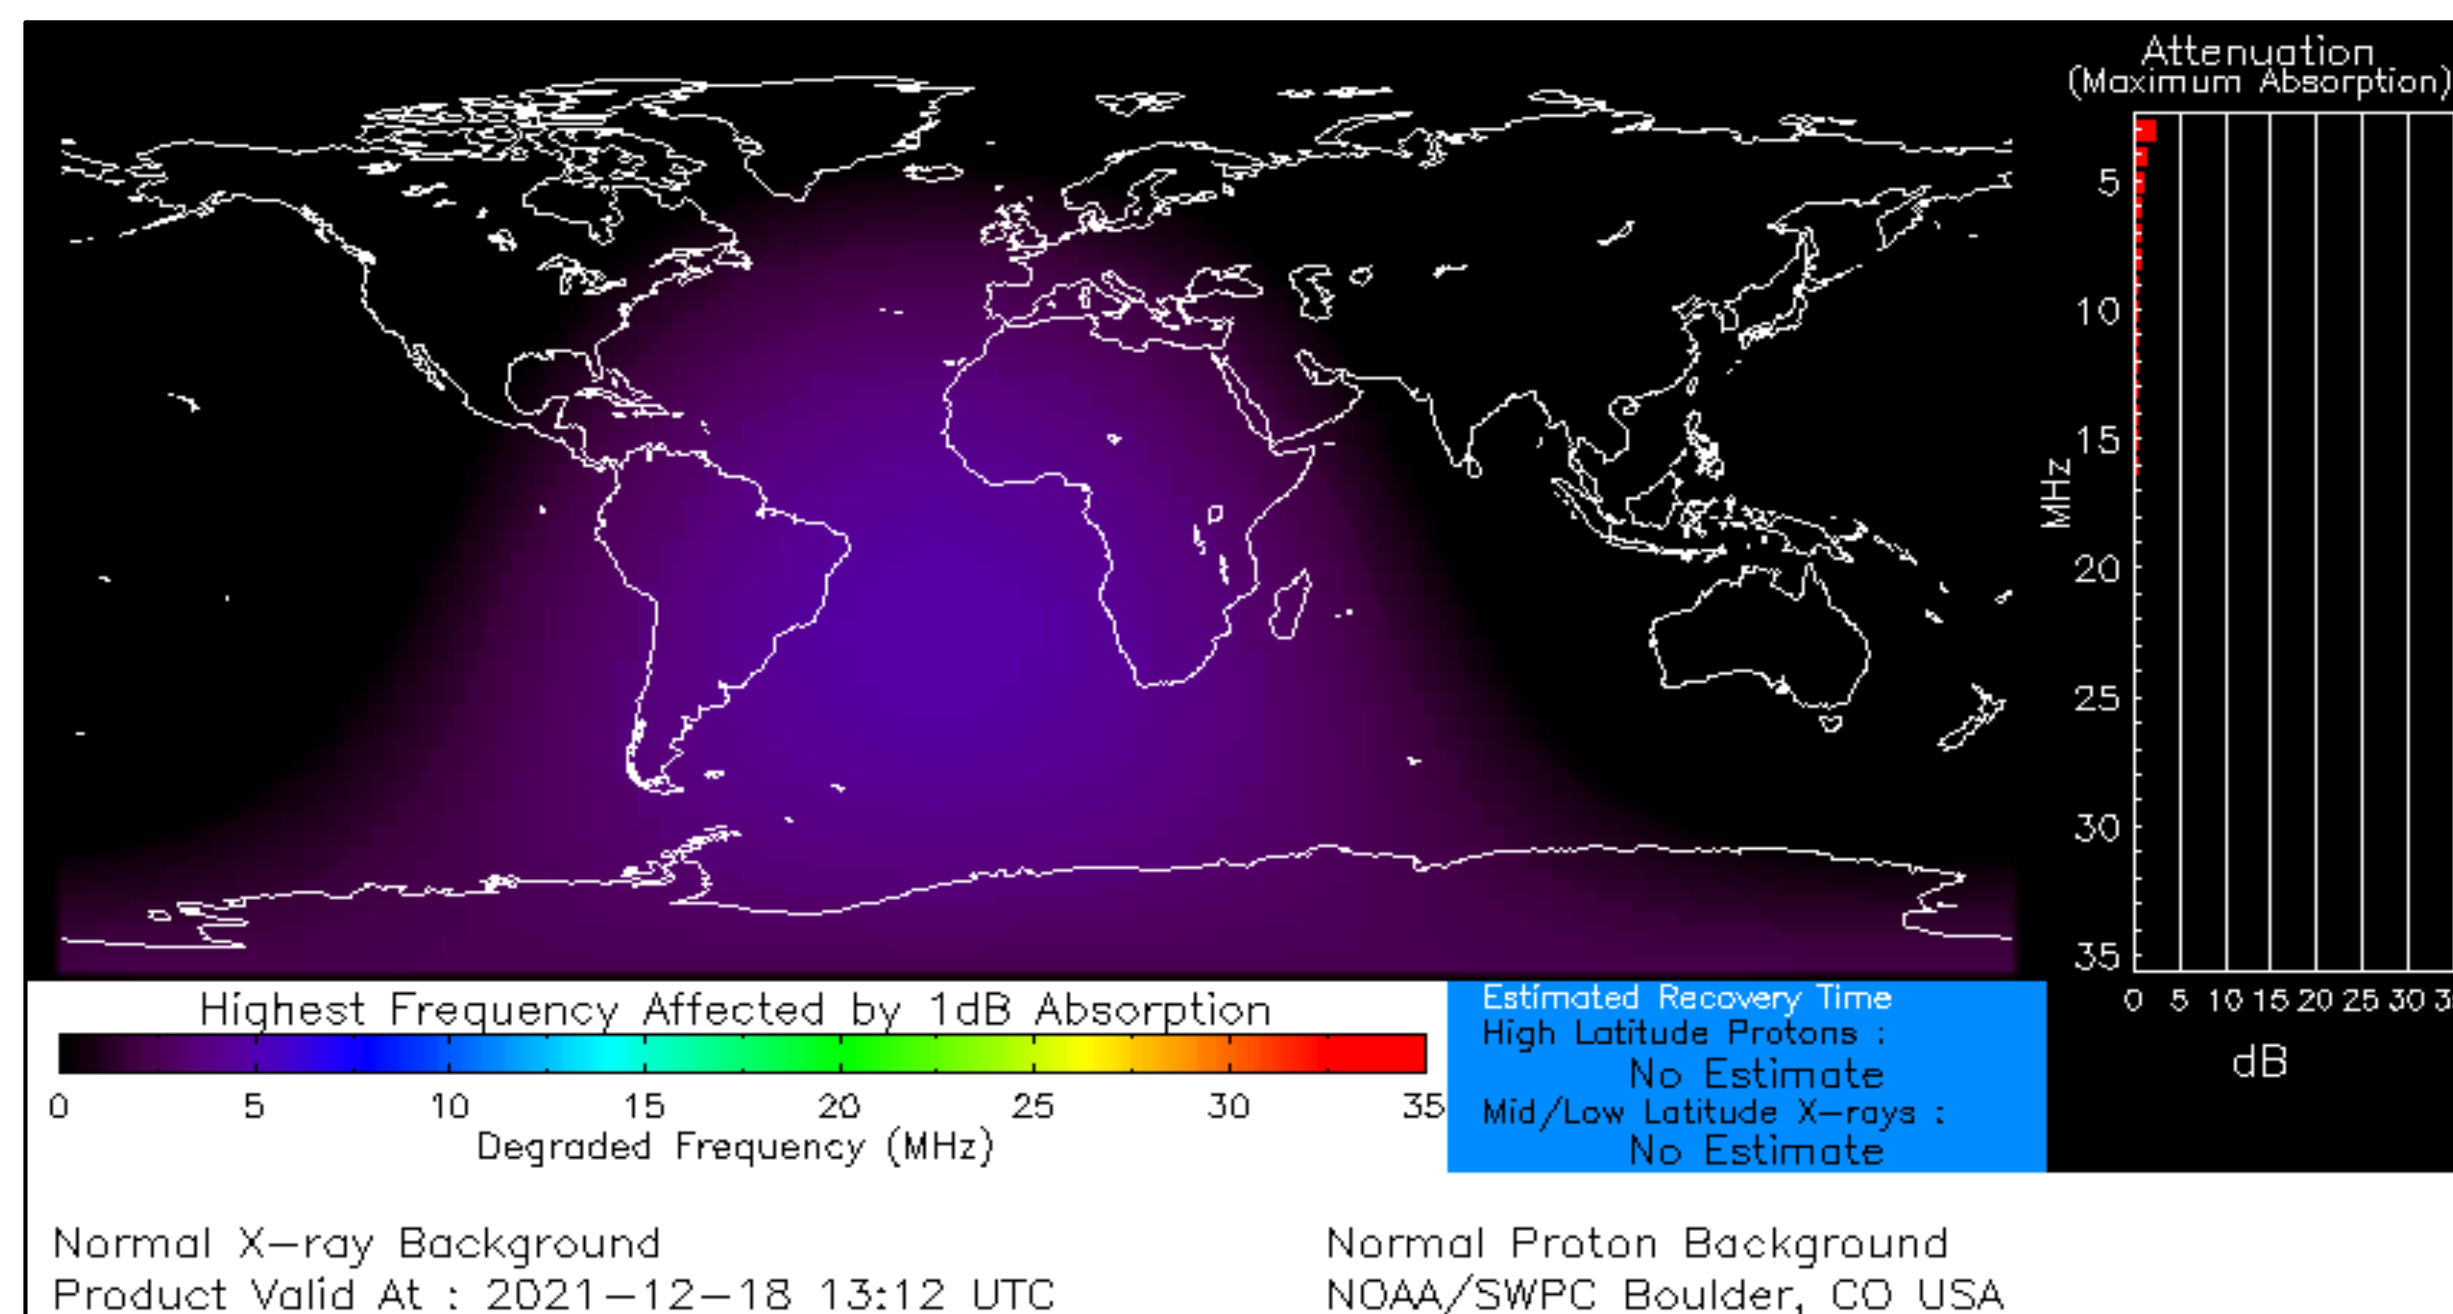 Attenuation
(Maximum Absorption)
5
10
15
20
25
30
35
MHz
0 5 10 15 20 25 30
dB
Highest Frequency Affected by 1dB Absorption
0 5 10 15 20 25 30 35
Degraded Frequency (MHz)
Estimated Recovery Time
High Latitude Protons :
No Estimate
Mid/Low Latitude X-rays :
No Estimate
Normal X-ray Background
Normal Proton Background
Product Valid At : 2021-12-18 13:12 UTC
NOAA/SWPC Boulder, CO USA